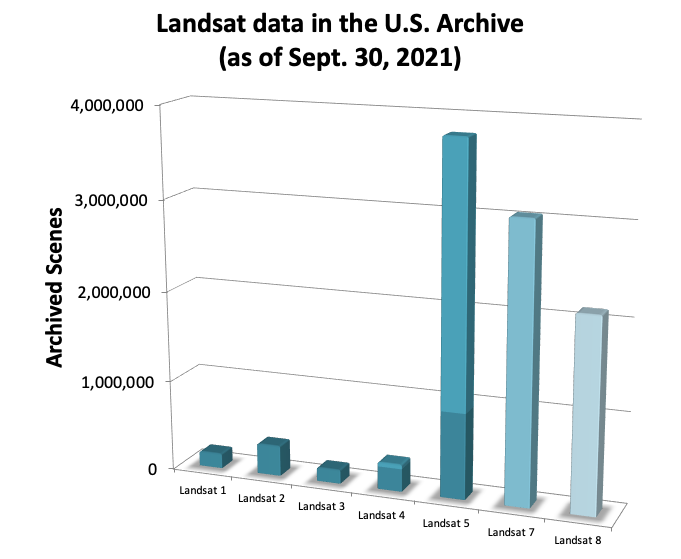 Landsat data in the U.S. Archive
(as of Sept. 30, 2021)
4,000,000
3,000,000
2,000,000
1,000,000
0
Archived Scenes
Landsat 1
Landsat 2
Landsat 3
Landsat 4
Landsat 5
Landsat 7
Landsat 8